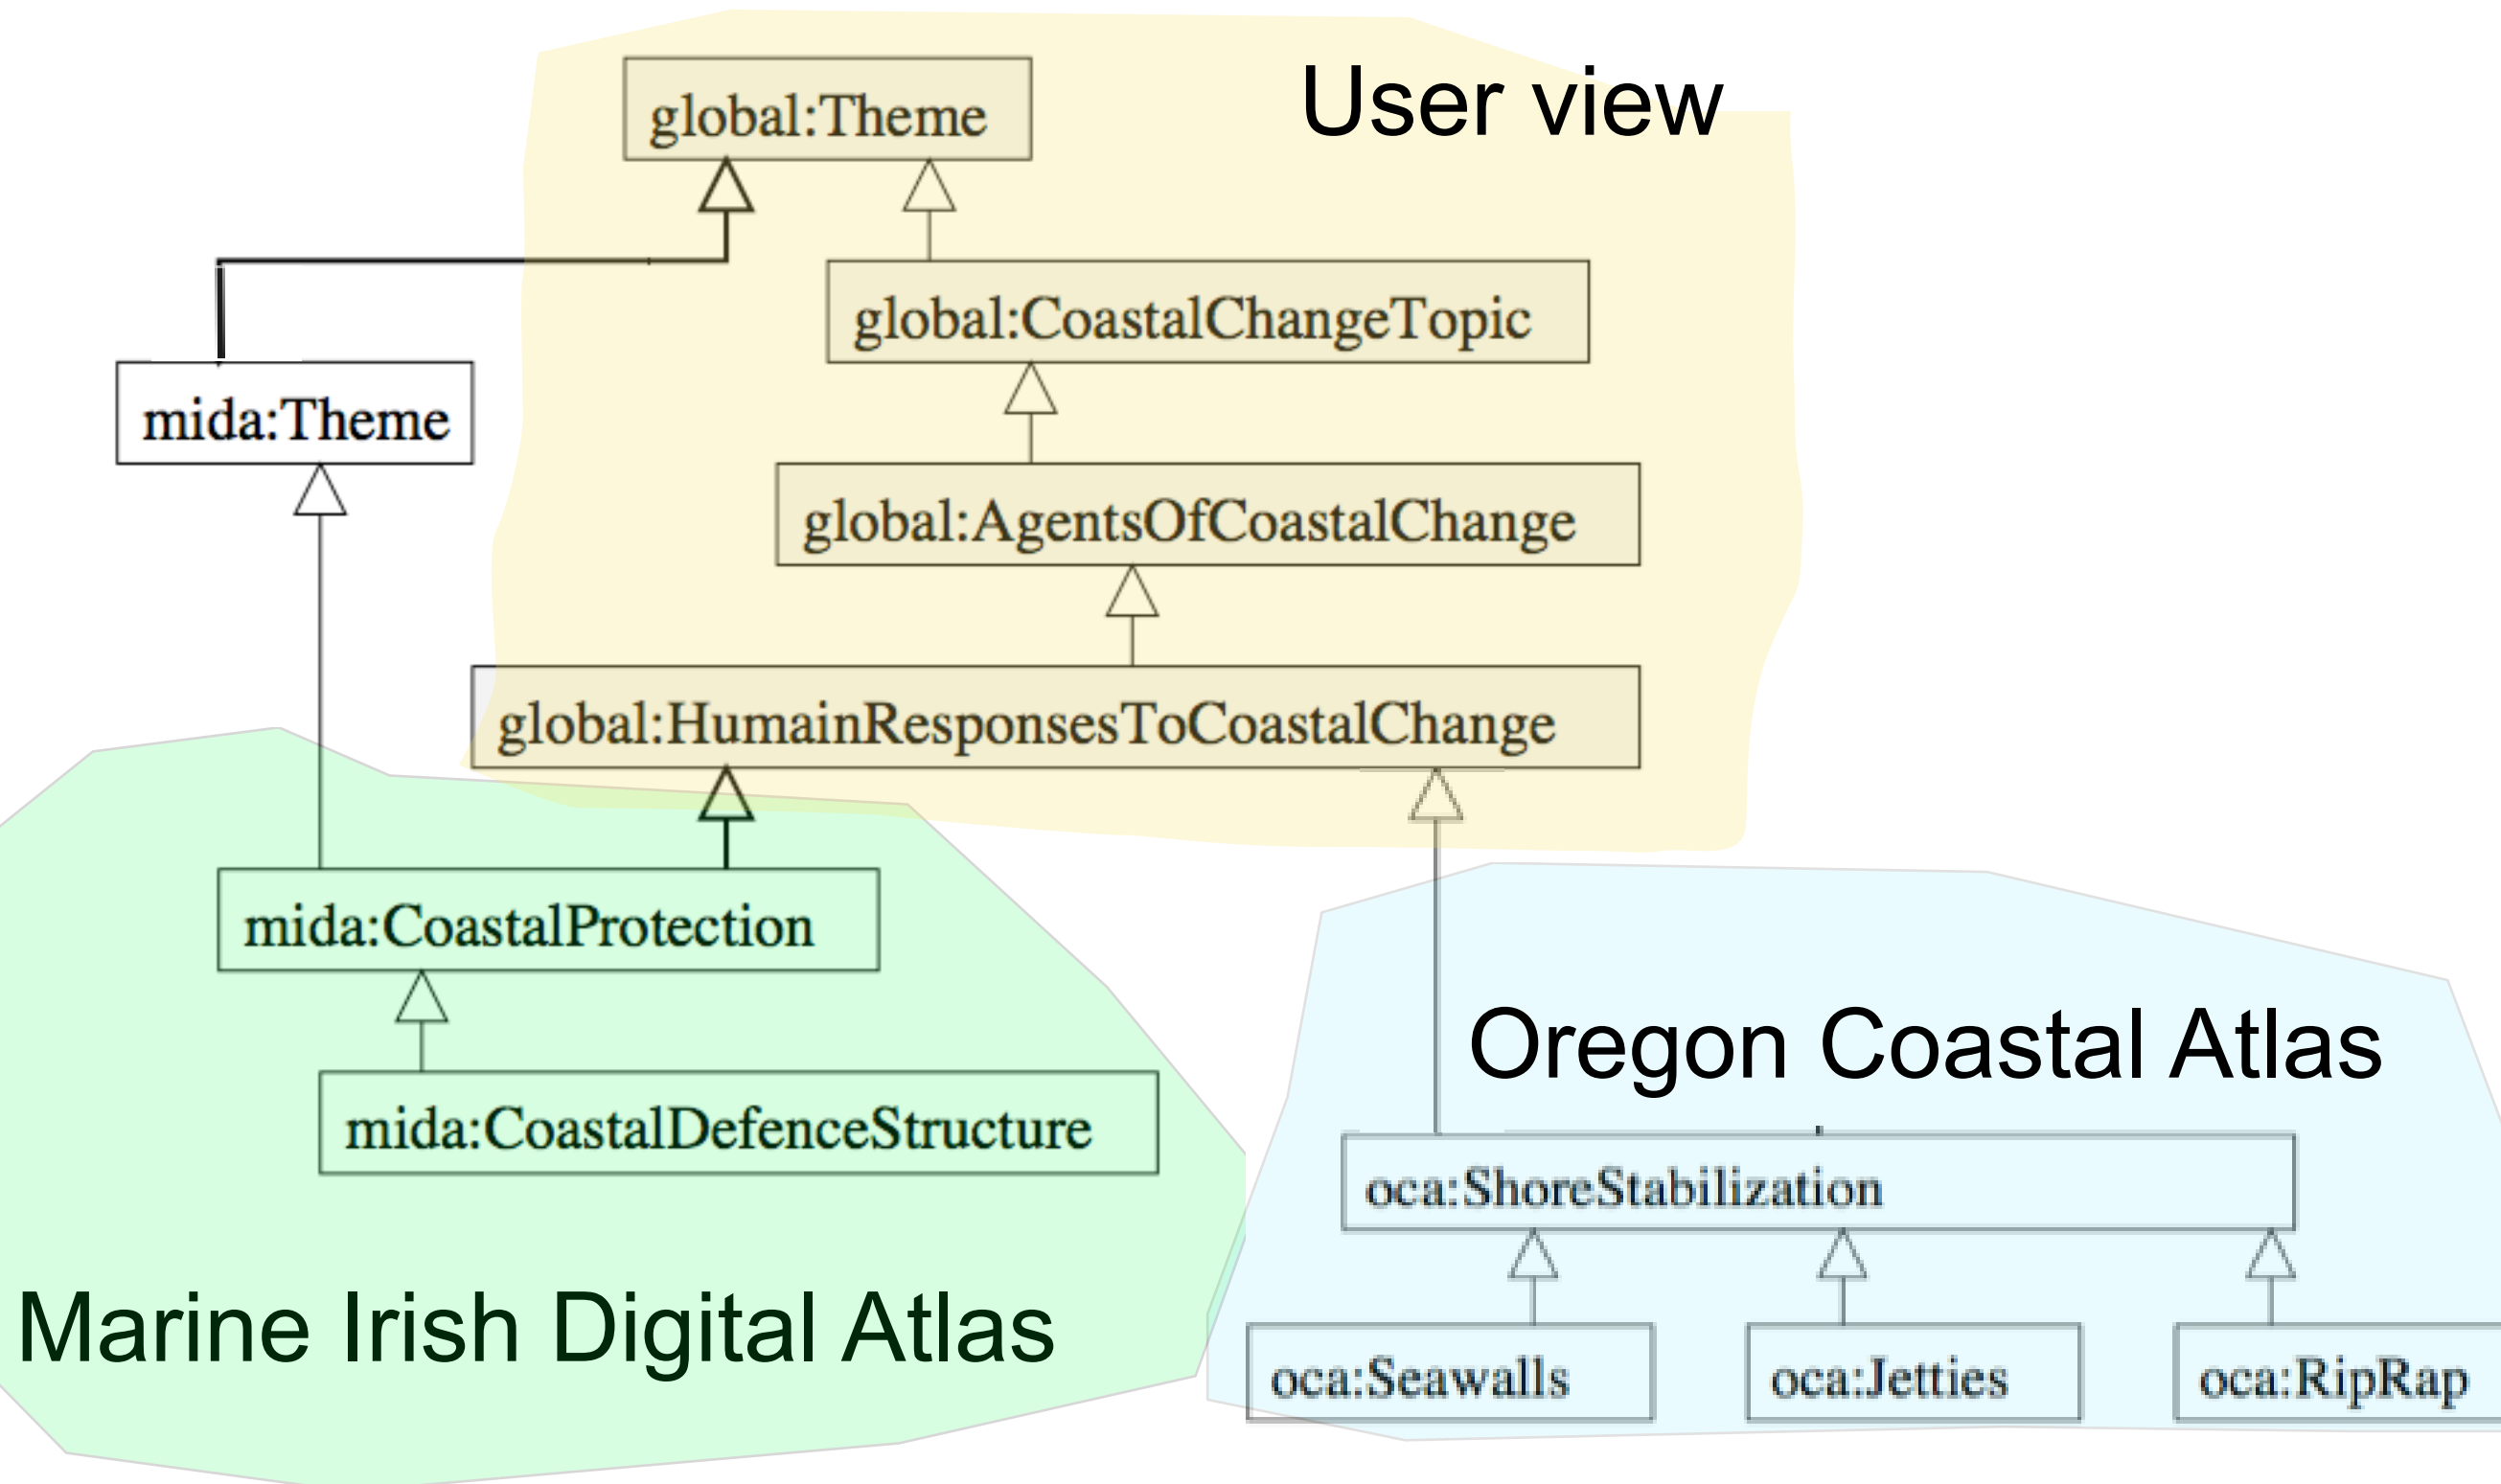 User view
global:Theme
global:CoastalChangeTopic
mida:Theme
global:AgentsOfCoastalChange
global:HumainResponsesToCoastalChange
mida:CoastalProtection
Oregon Coastal Atlas
mida:CoastalDefenceStructure
oca:ShoreStabilization
Marine Irish Digital Atlas
oca:Seawalls
oca:Jetties
oca:RipRap